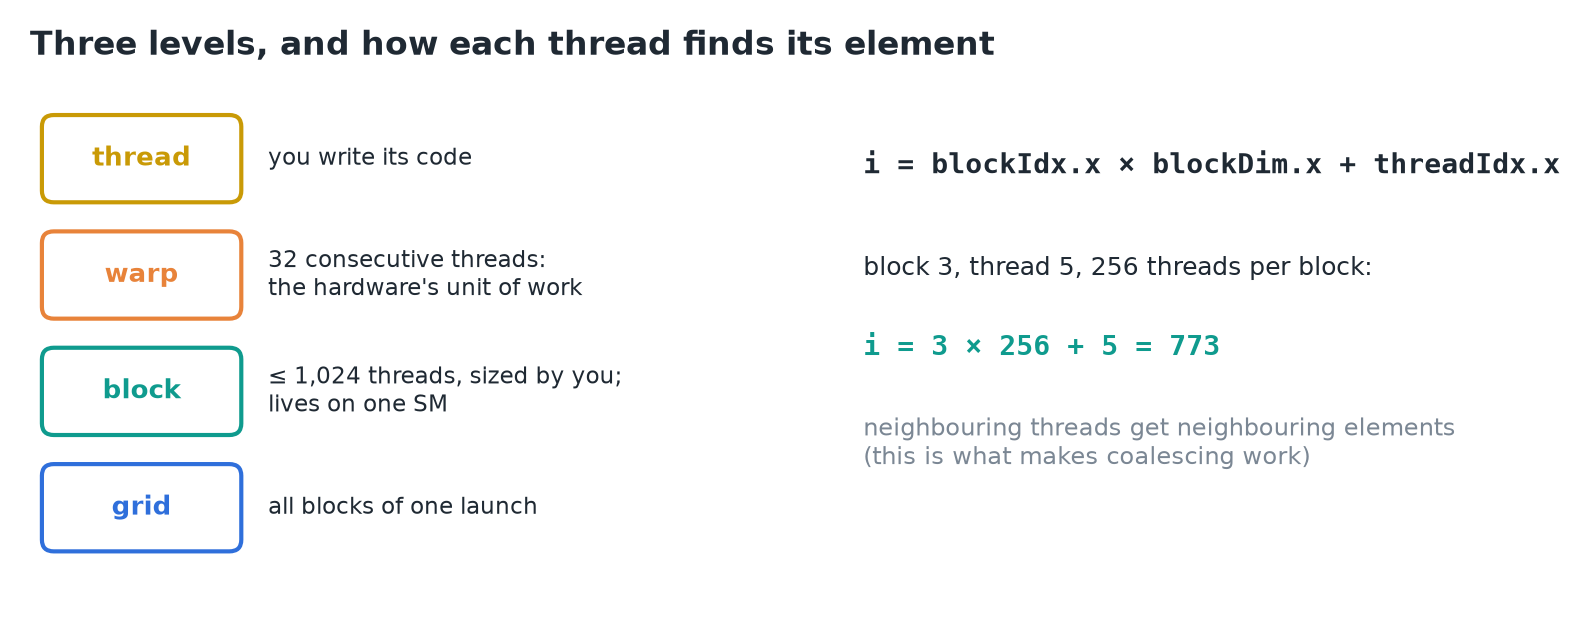 Three levels, and how each thread finds its element
thread
you write its code
warp
32 consecutive threads:
the hardware's unit of work
block
≤ 1,024 threads, sized by you;
lives on one SM
grid
all blocks of one launch
i = blockIdx.x × blockDim.x + threadIdx.x
block 3, thread 5, 256 threads per block:
i = 3 × 256 + 5 = 773
neighbouring threads get neighbouring elements
(this is what makes coalescing work)